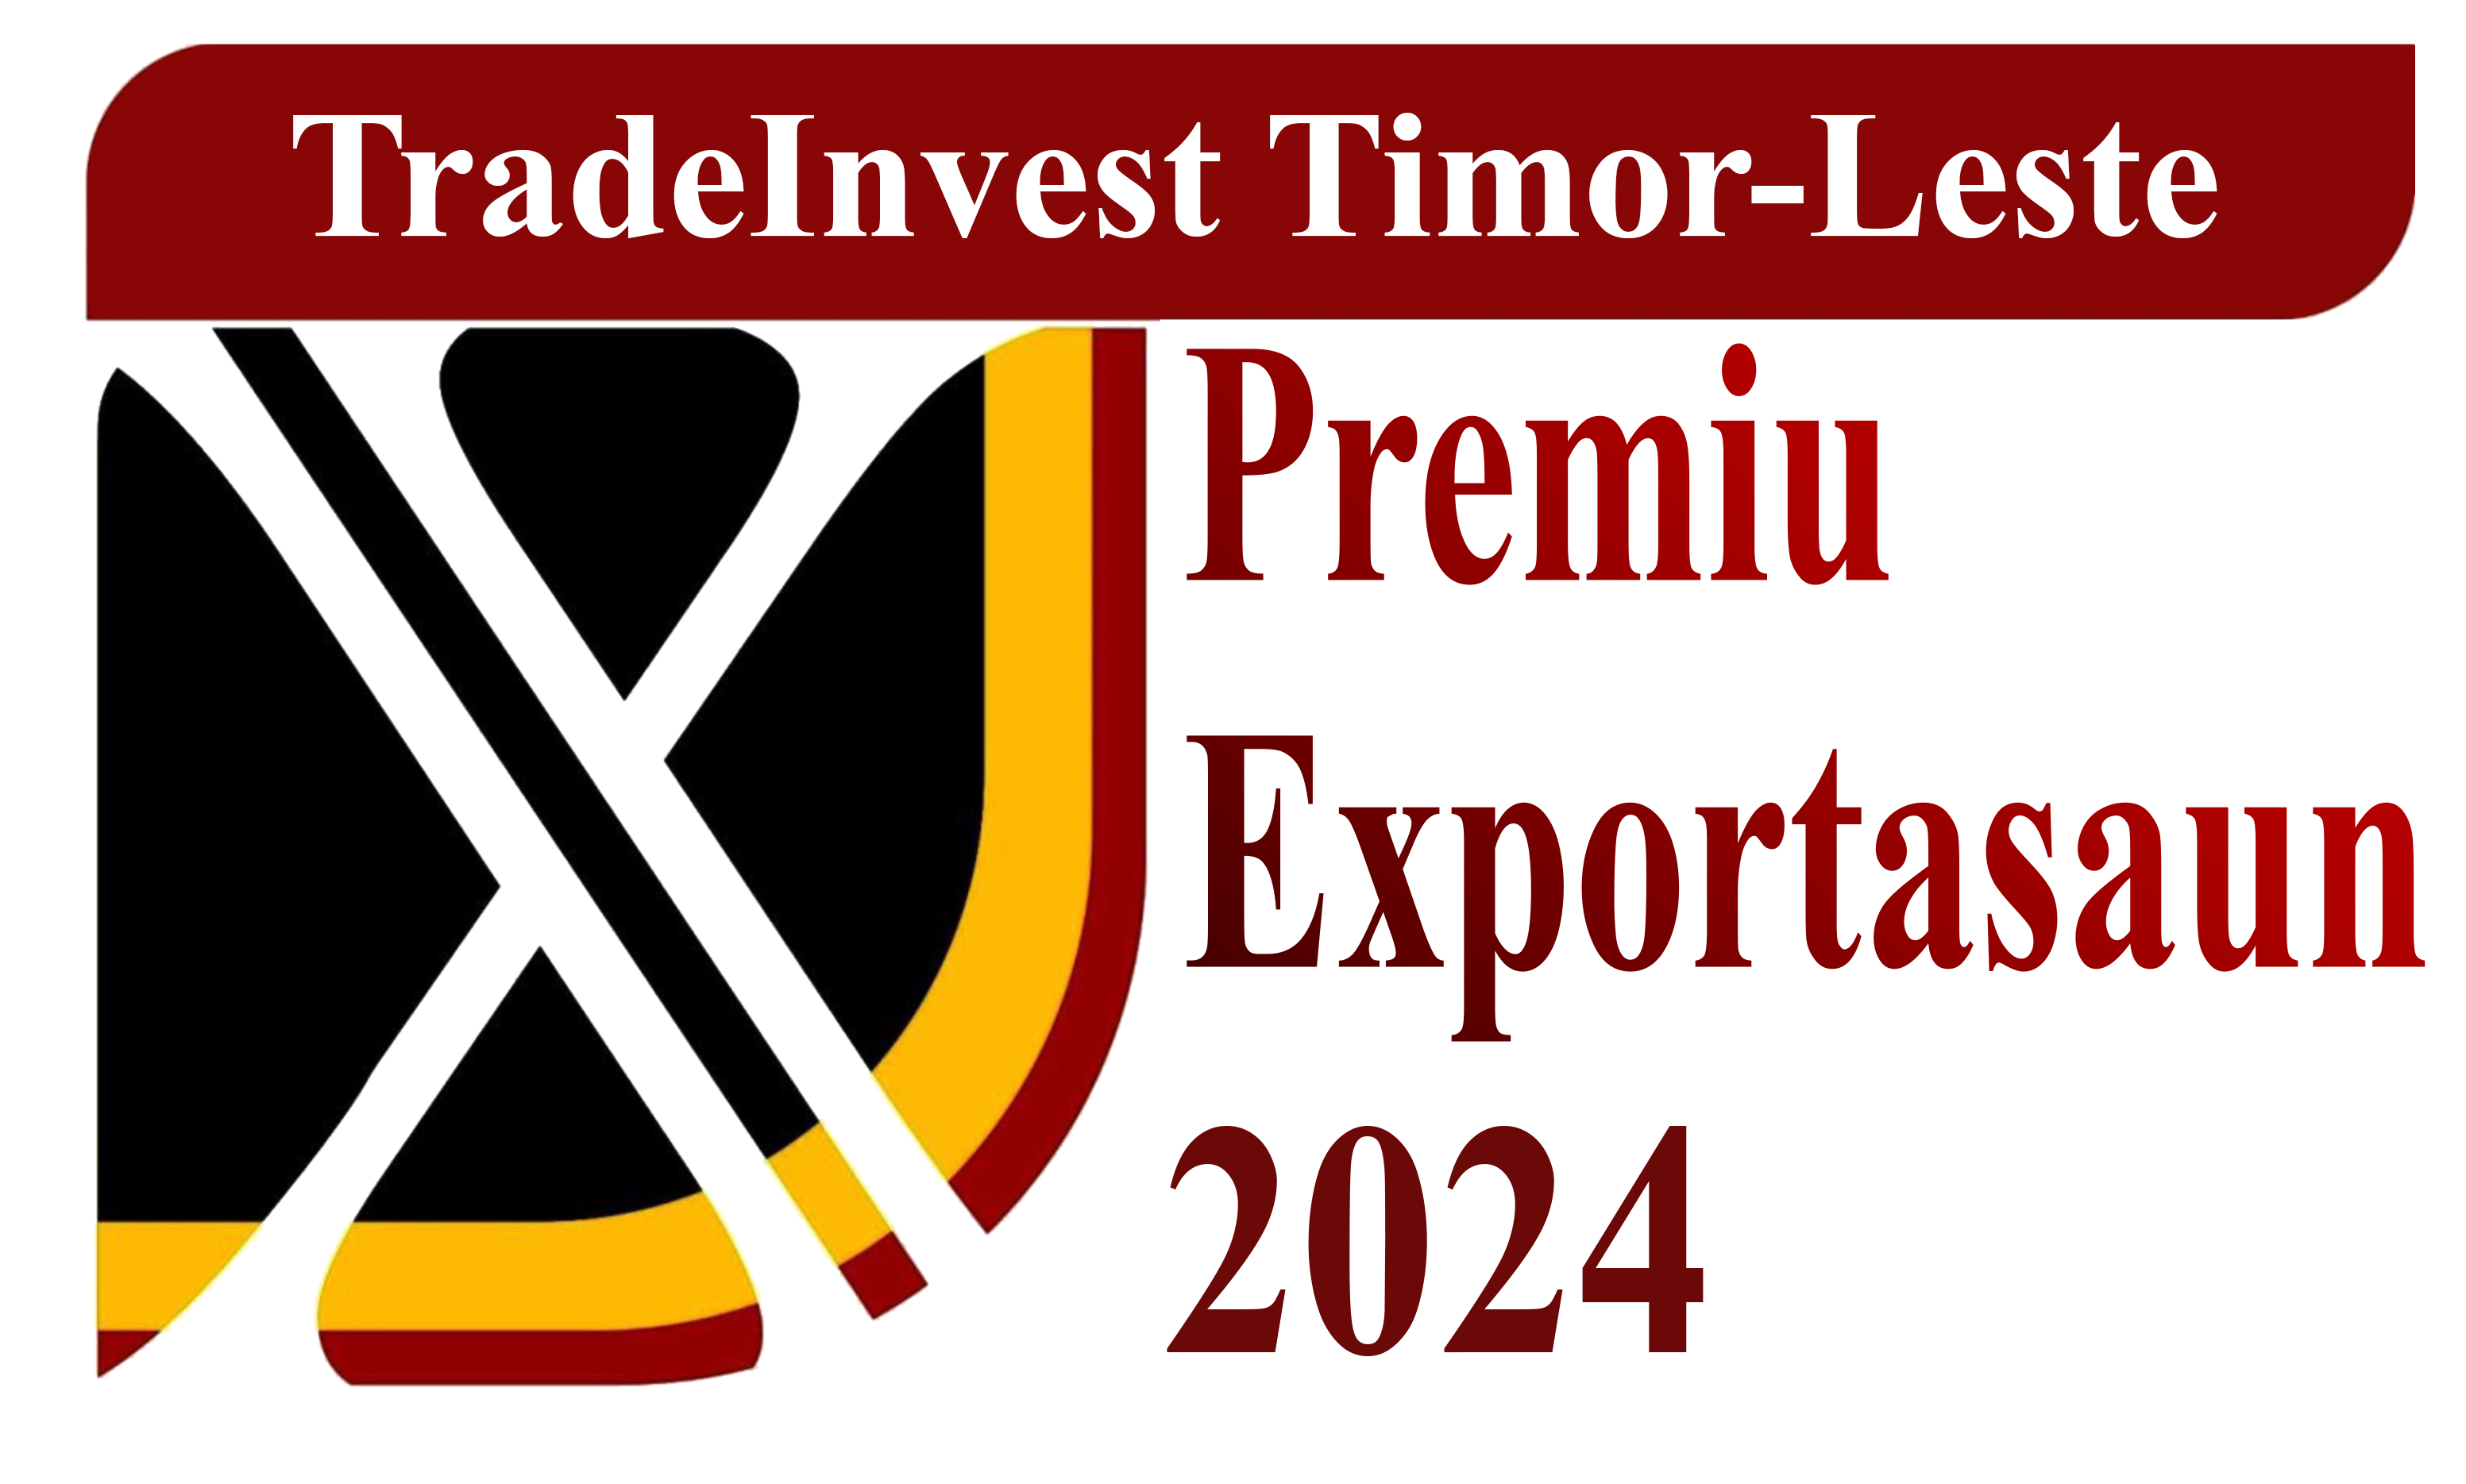 TradeInvest Timor-Leste
Premiu
Exportasaun
2024